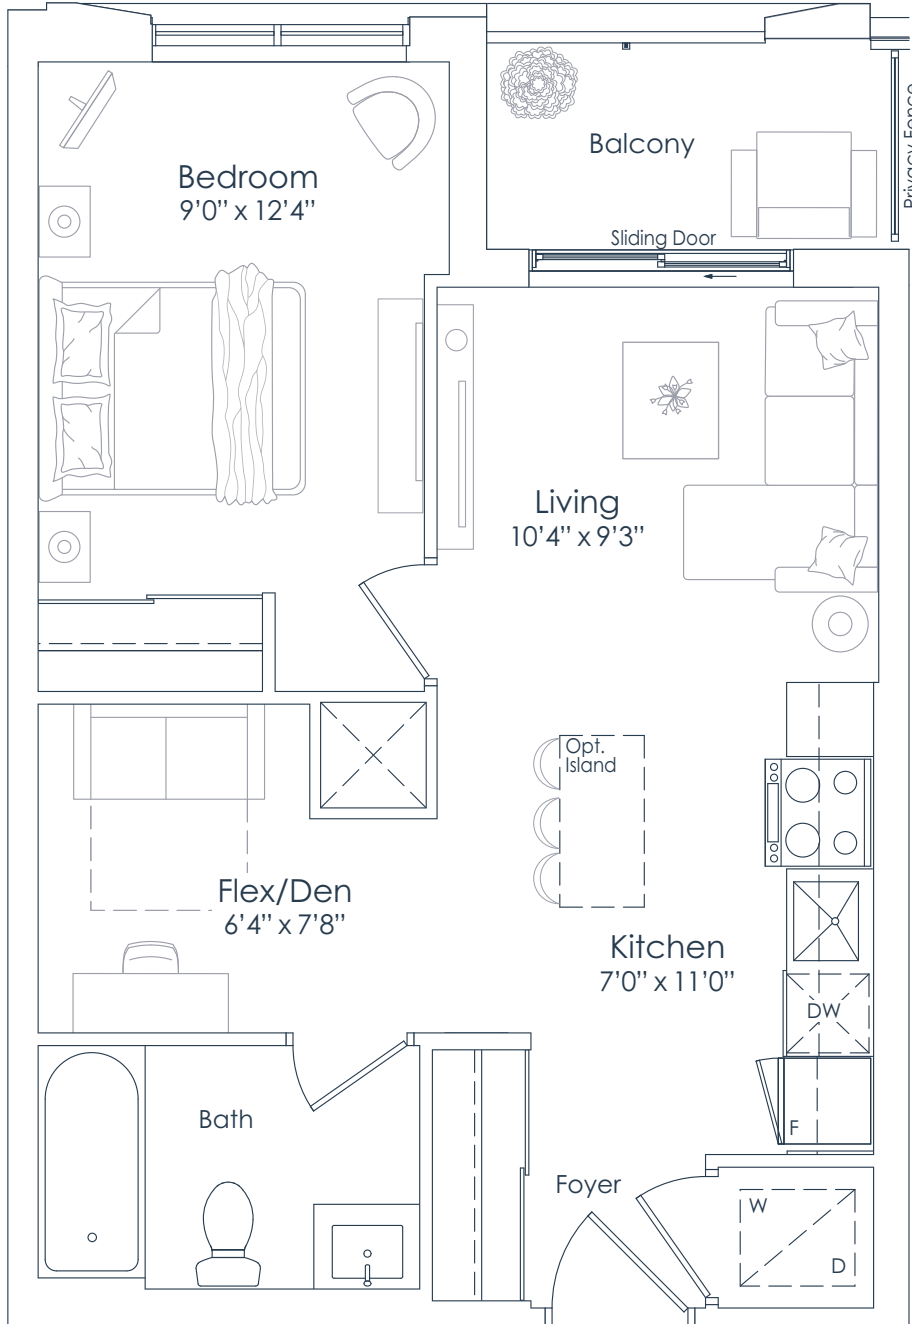 Balcony
Privacy Fence
Bedroom
9’0” x 12’4”
Sliding Door
Living
10’4” x 9’3”
Opt.
Island
Flex/Den
6’4” x 7’8”
Kitchen
7’0” x 11’0”
DW
Bath
F
Foyer
W
D